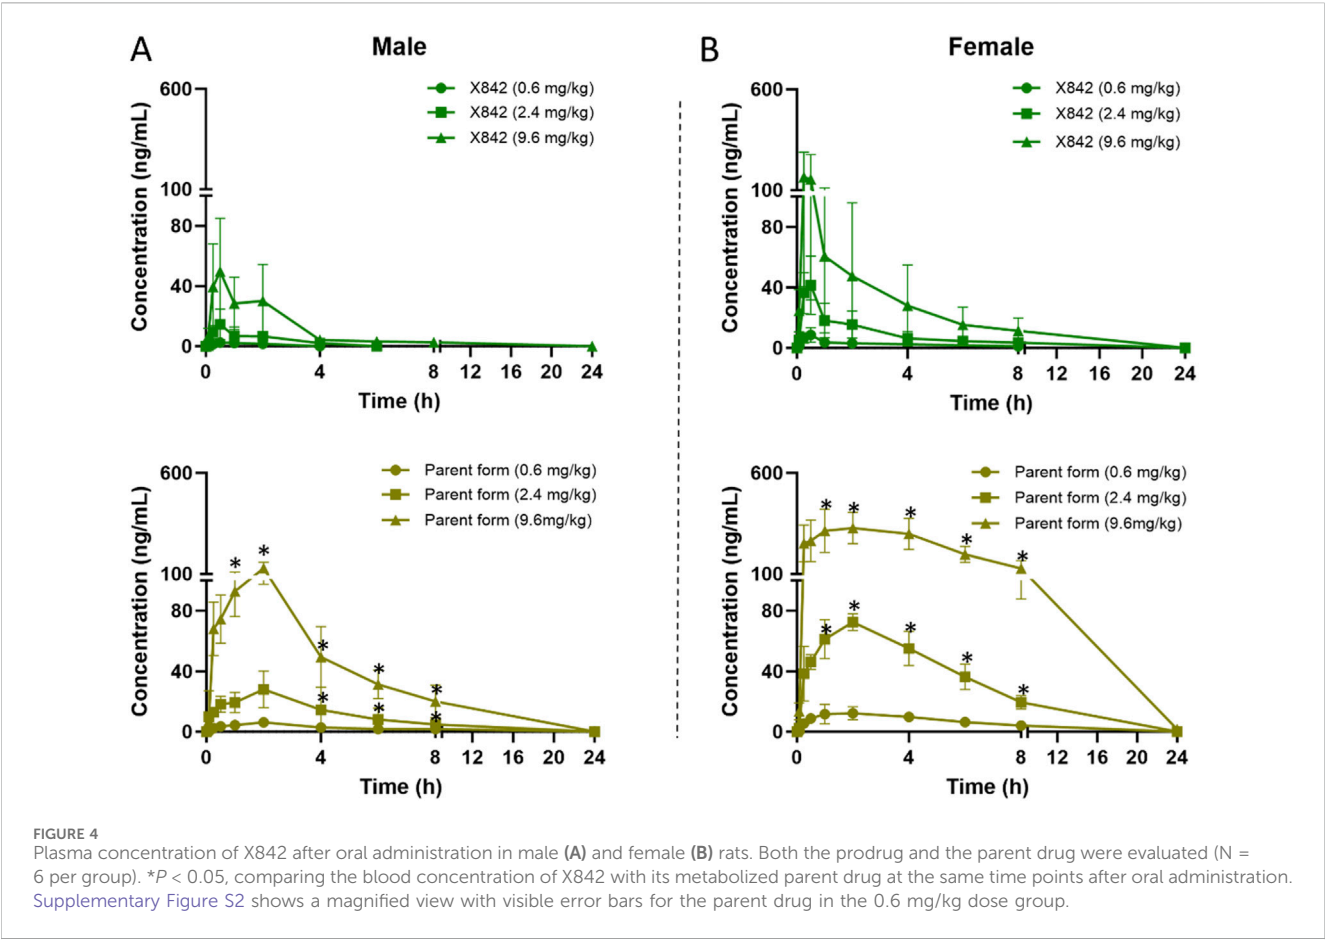 A
Male
600
100
80
40
0
Concentration (ng/mL)
X842 (0.6 mg/kg)
X842 (2.4 mg/kg)
X842 (9.6 mg/kg)
0 4 8 12 16 20 24
Time (h)
B
Female
600
100
80
40
0
Concentration (ng/mL)
X842 (0.6 mg/kg)
X842 (2.4 mg/kg)
X842 (9.6 mg/kg)
0 4 8 12 16 20 24
Time (h)
600
100
80
40
0
Concentration (ng/mL)
Parent form (0.6 mg/kg)
Parent form (2.4 mg/kg)
Parent form (9.6mg/kg)
* *
* * *
* * *
0 4 8 12 16 20 24
Time (h)
600
100
80
40
0
Concentration (ng/mL)
Parent form (0.6 mg/kg)
Parent form (2.4 mg/kg)
Parent form (9.6mg/kg)
* * * * *
* * * * *
0 4 8 12 16 20 24
Time (h)
FIGURE 4
Plasma concentration of X842 after oral administration in male (A) and female (B) rats. Both the prodrug and the parent drug were evaluated (N =
6 per group). *P < 0.05, comparing the blood concentration of X842 with its metabolized parent drug at the same time points after oral administration.
Supplementary Figure S2 shows a magnified view with visible error bars for the parent drug in the 0.6 mg/kg dose group.